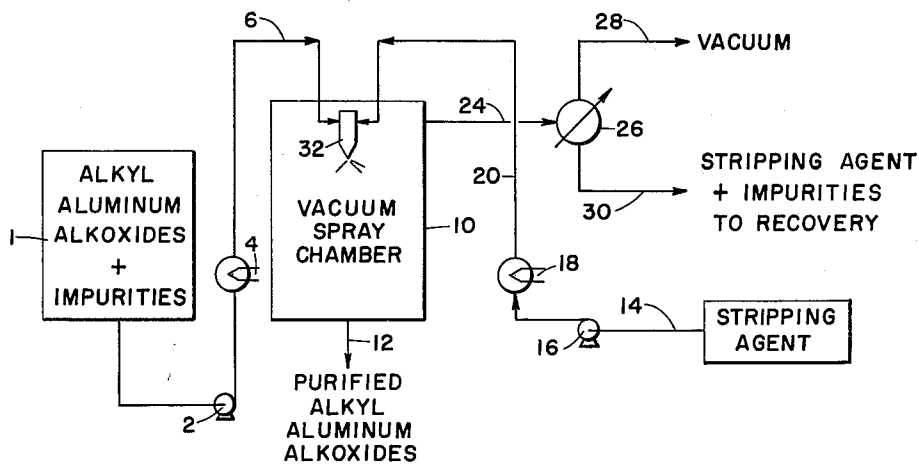 6
28
VACUUM
24
26
32
20
ALKYL
ALUMINUM
ALKOXIDES
+
IMPURITIES
1
STRIPPING AGENT
+ IMPURITIES
TO RECOVERY
30
VACUUM
SPRAY
CHAMBER
10
4
18
14
STRIPPING
AGENT
16
12
2
PURIFIED
ALKYL
ALUMINUM
ALKOXIDES